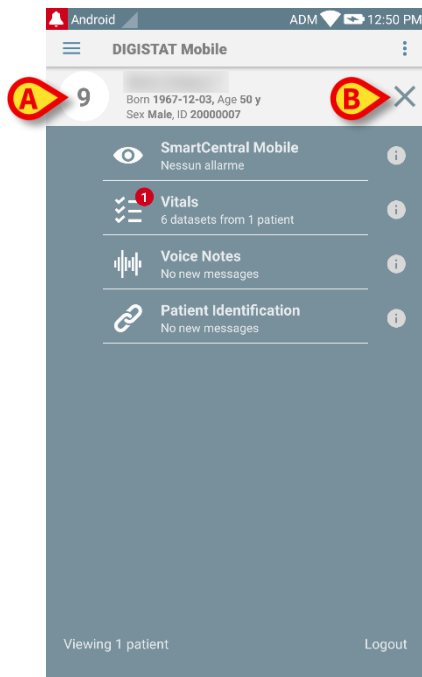 Android ADM 12:50 PM
DIGISTAT Mobile
A 9 B
Born 1967-12-03, Age 50 y
Sex Male, ID 20000007
SmartCentral Mobile
Nessun allarme
1 Vitals
6 datasets from 1 patient
Voice Notes
No new messages
Patient Identification
No new messages
Viewing 1 patient Logout